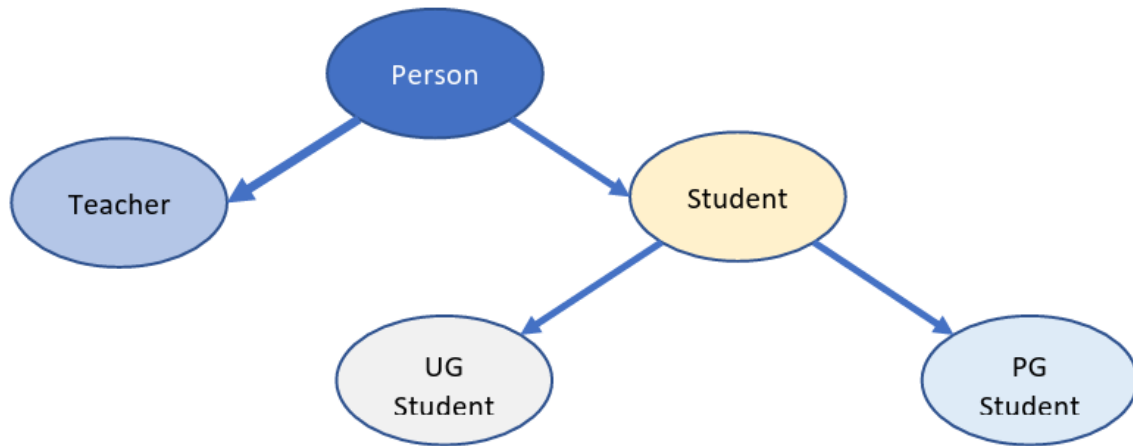 Person
Teacher
Student
UG
Student
PG
Student